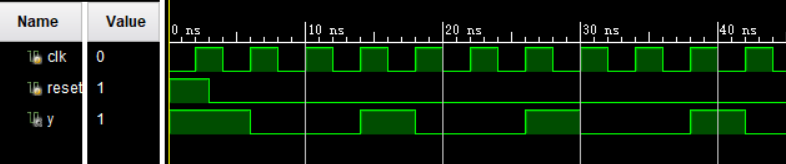 Name Value
0 ns 10 ns 20 ns 30 ns 40 ns
clk 0
reset 1
y 1